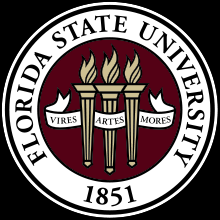 FLORIDA STATE UNIVERSITY
VIRES ARTES MORES
1851